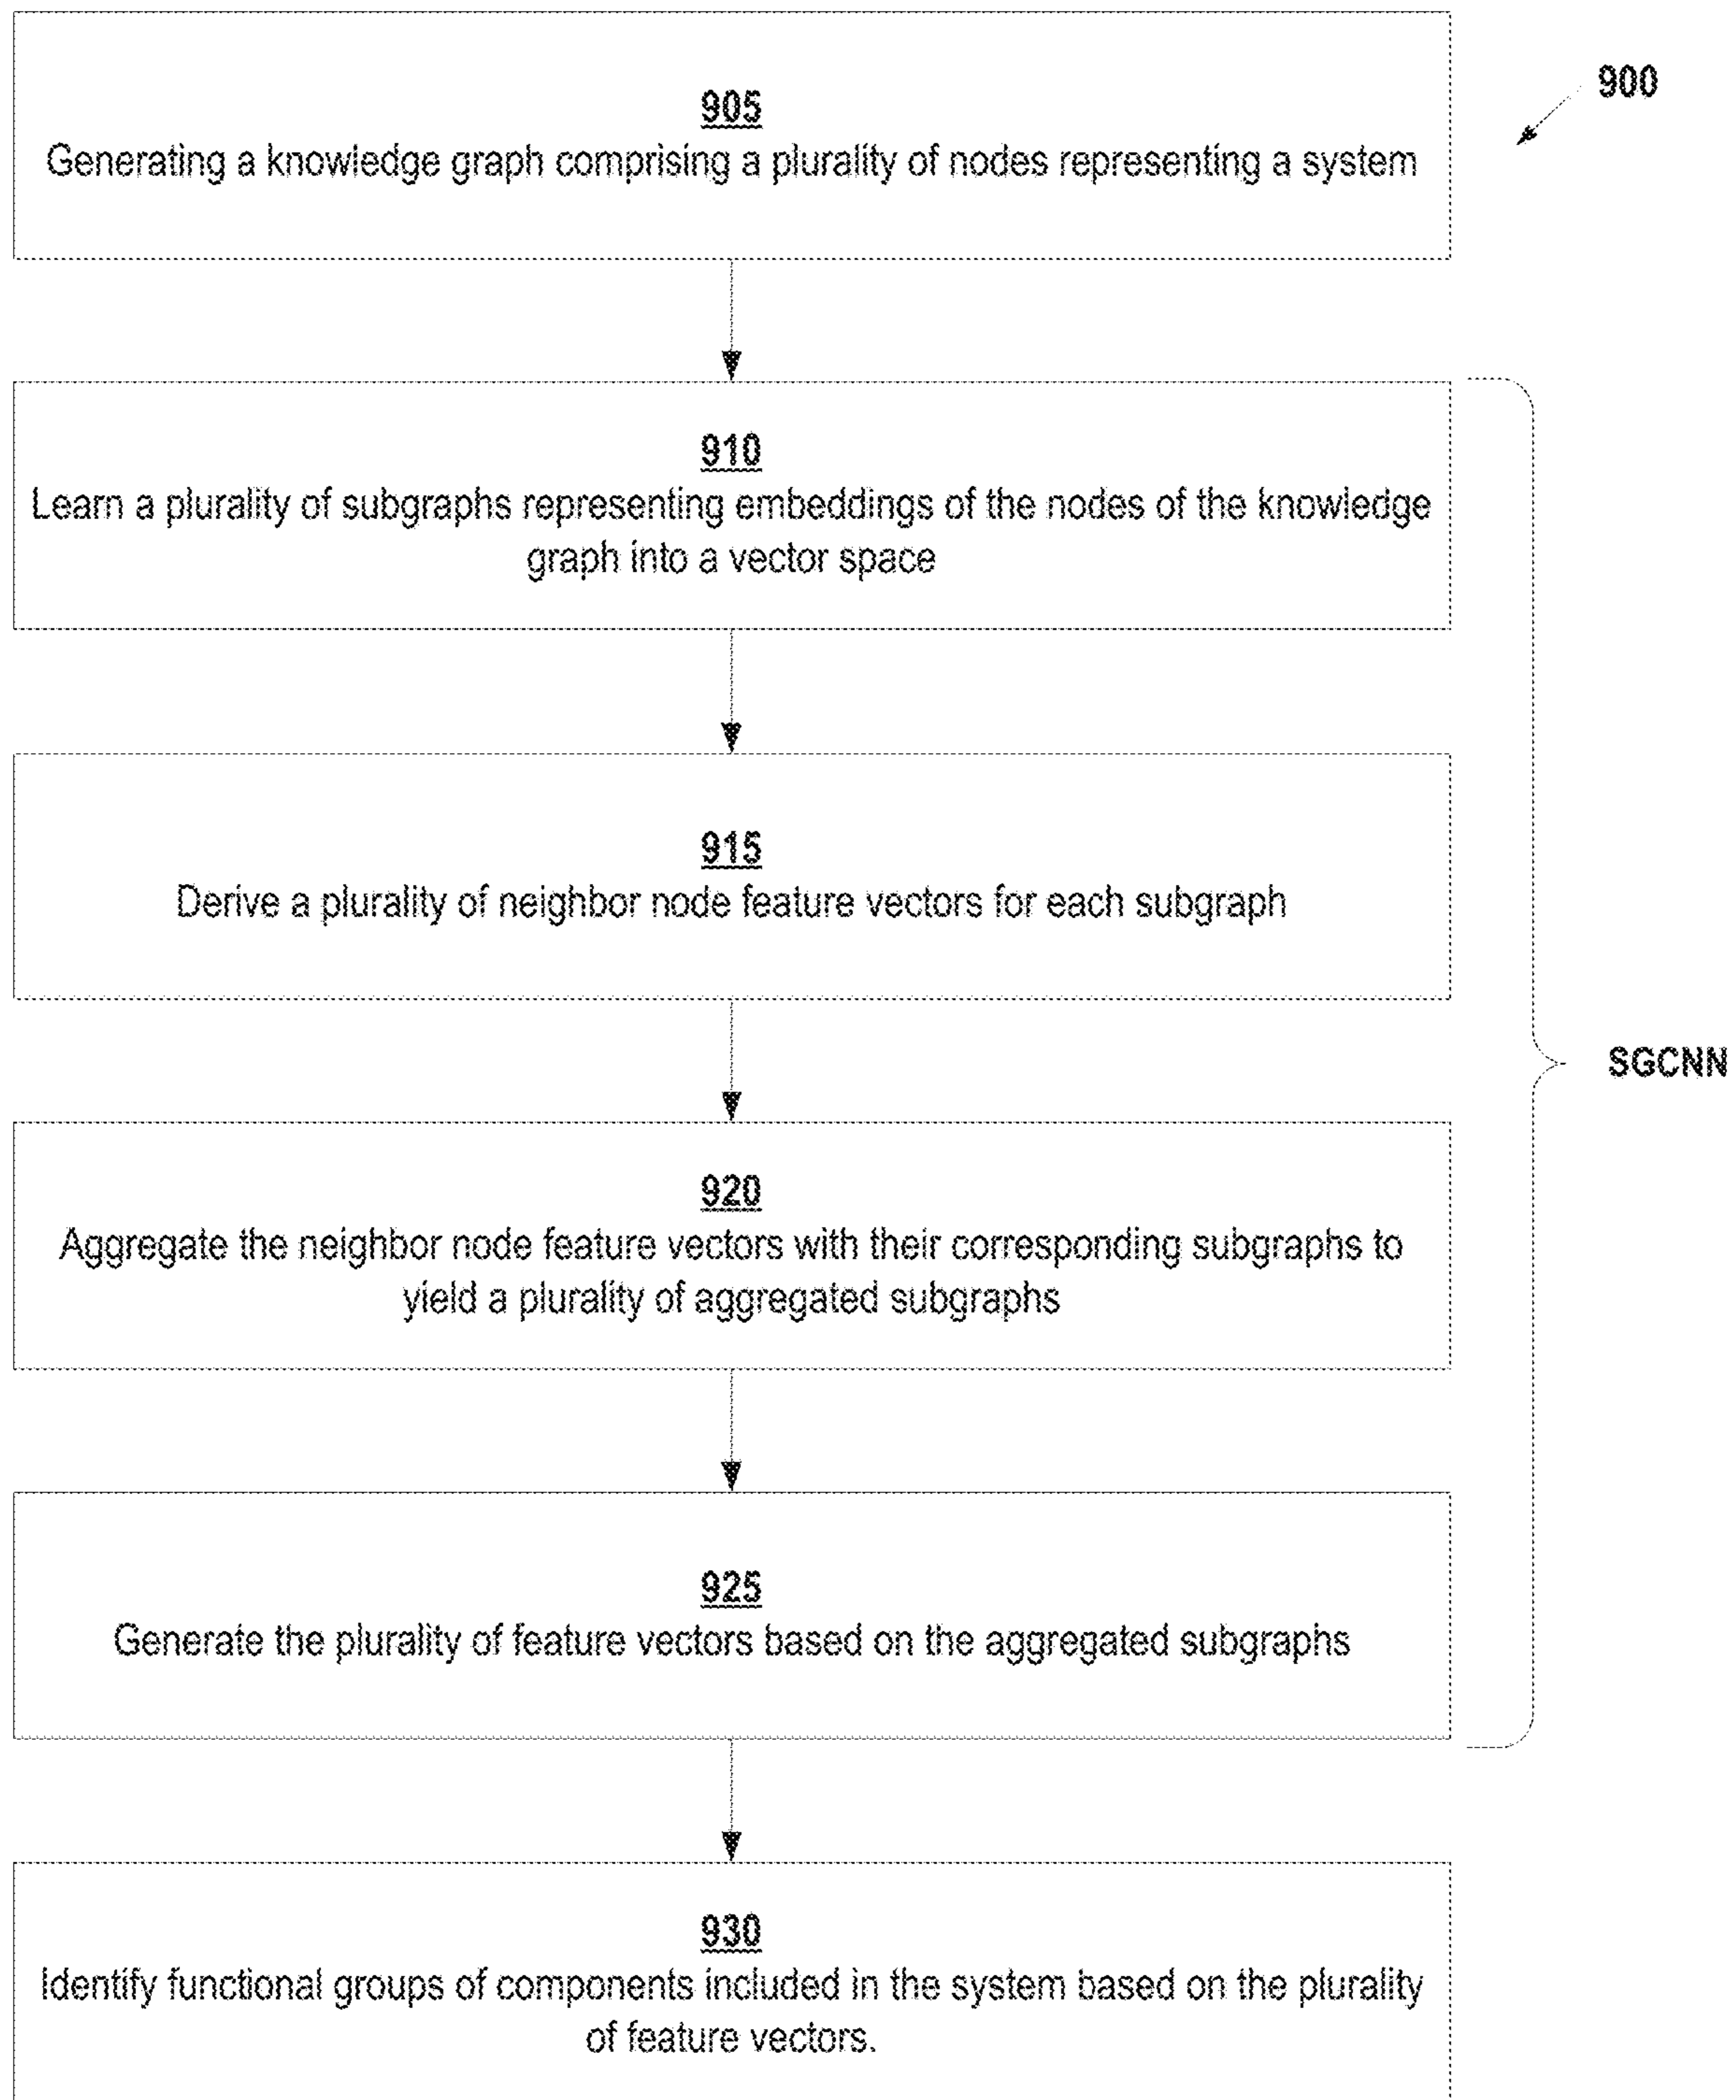 900
905
Generating a knowledge graph comprising a plurality of nodes representing a system
910
Learn a plurality of subgraphs representing embeddings of the nodes of the knowledge
graph into a vector space
915
Derive a plurality of neighbor node feature vectors for each subgraph
SGCNN
920
Aggregate the neighbor node feature vectors with their corresponding subgraphs to
yield a plurality of aggregated subgraphs
925
Generate the plurality of feature vectors based on the aggregated subgraphs
930
Identify functional groups of components included in the system based on the plurality
of feature vectors.